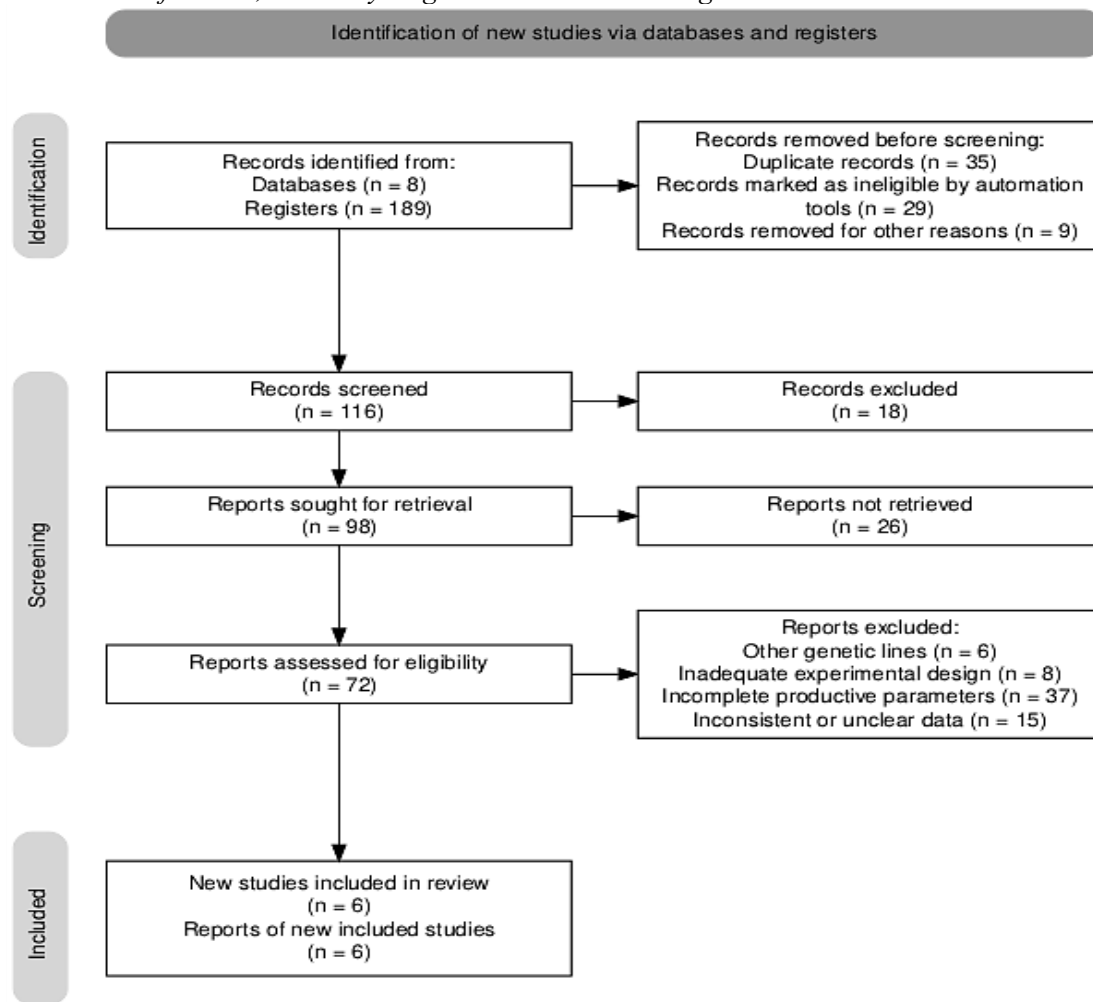 Identification of new studies via databases and registers
Identification
Records identified from:
Databases (n = 8)
Registers (n = 189)
Records removed before screening:
Duplicate records (n = 35)
Records marked as ineligible by automation
tools (n = 29)
Records removed for other reasons (n = 9)
Screening
Records screened
(n = 116)
Records excluded
(n = 18)
Reports sought for retrieval
(n = 98)
Reports not retrieved
(n = 26)
Reports assessed for eligibility
(n = 72)
Reports excluded:
Other genetic lines (n = 6)
Inadequate experimental design (n = 8)
Incomplete productive parameters (n = 37)
Inconsistent or unclear data (n = 15)
Included
New studies included in review
(n = 6)
Reports of new included studies
(n = 6)